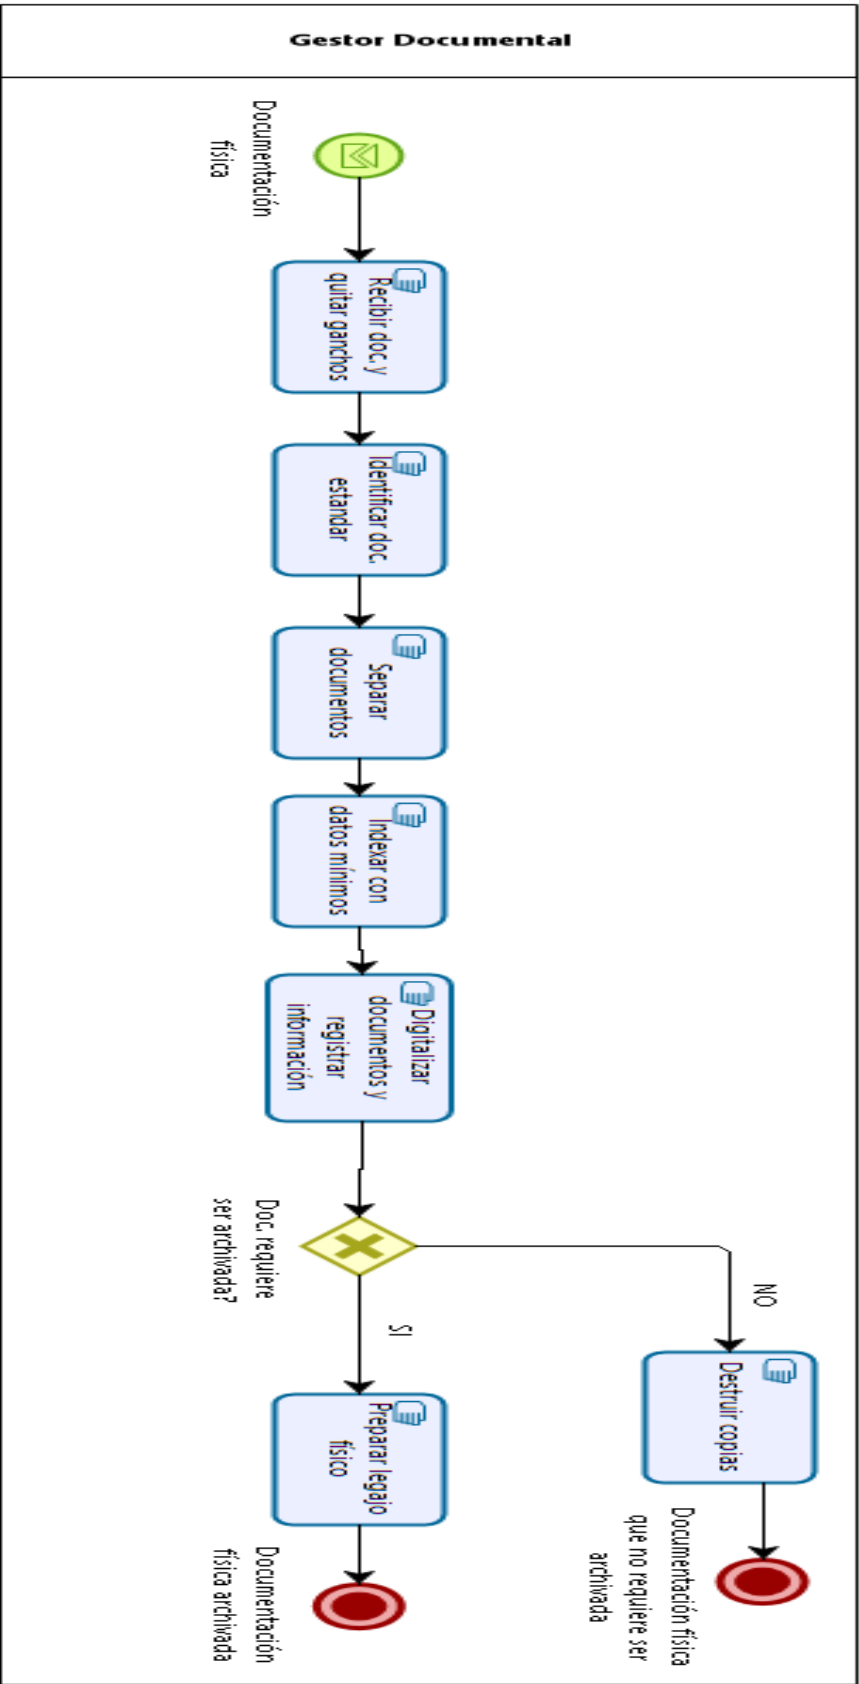 Gestor Documental
Documentación
física
Recibir doc. y
quitar ganchos
Identificar doc.
estandar
Separar
documentos
Indexar con
datos mínimos
Digitalizar
documentos y
registrar
información
Doc. requiere
ser archivada?
NO
SI
Destruir copias
Documentación física
que no requiere ser
archivada
Preparar legajo
físico
Documentación
física archivada